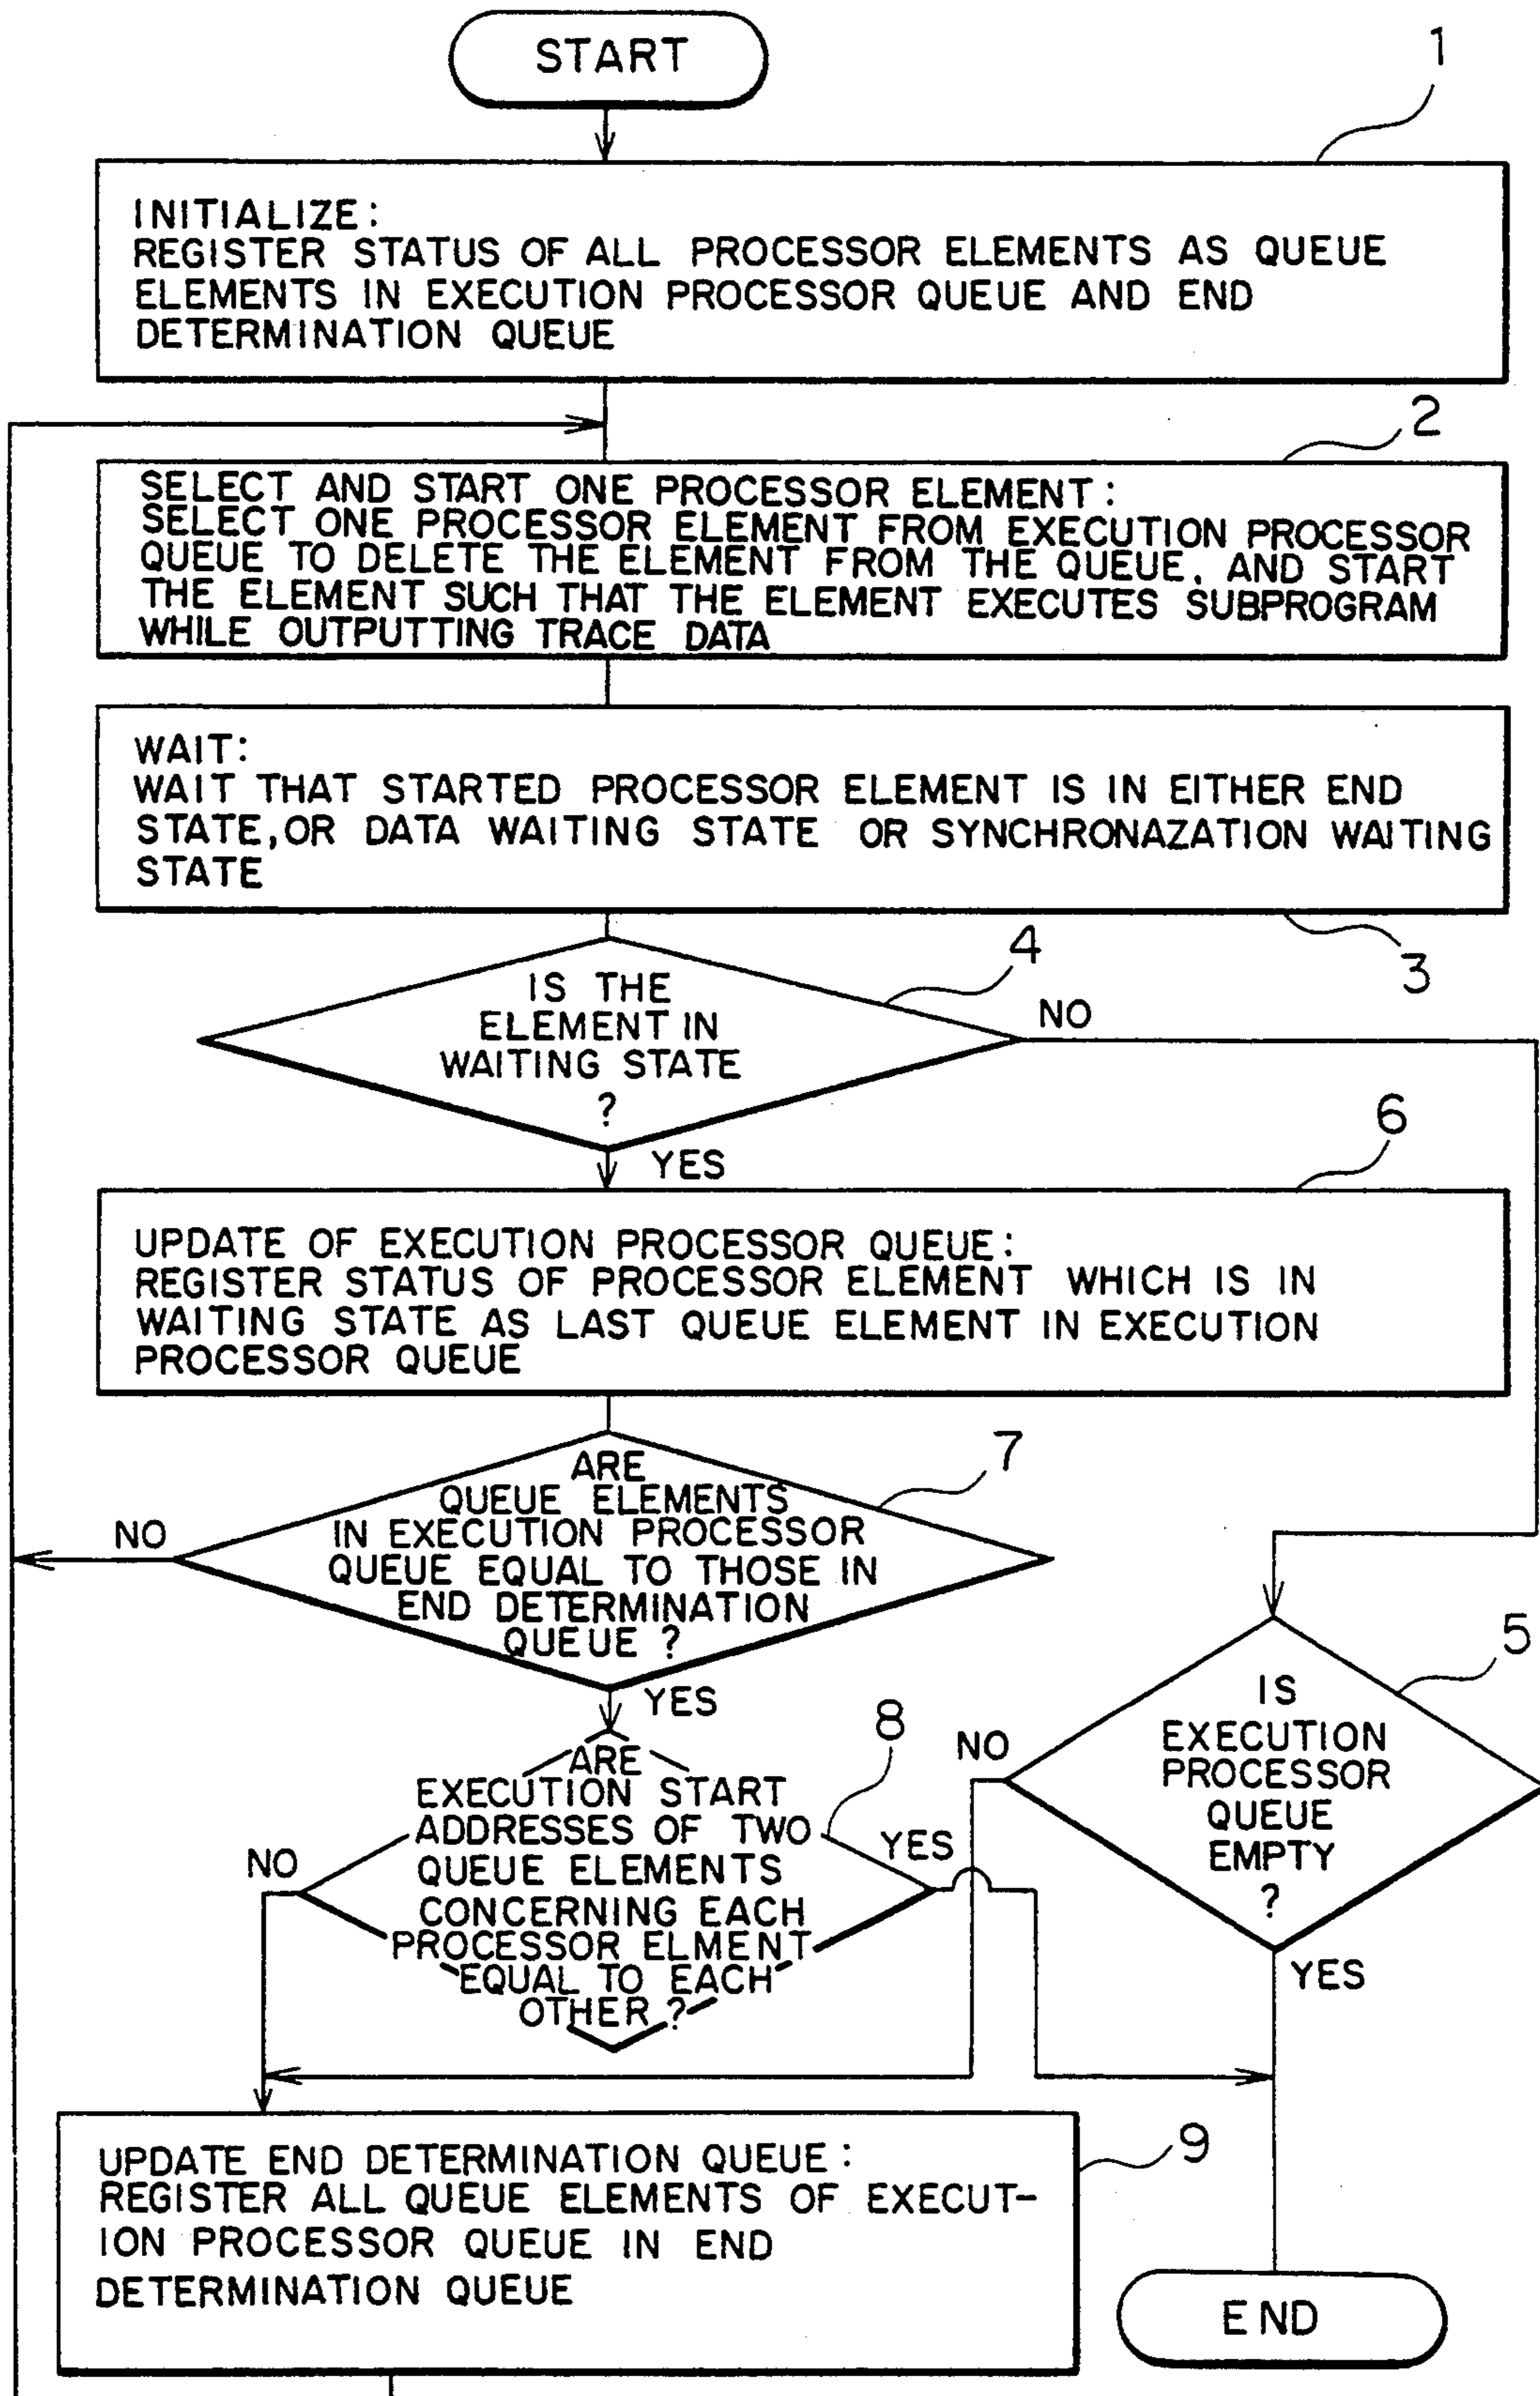 START
1
INITIALIZE:
REGISTER STATUS OF ALL PROCESSOR ELEMENTS AS QUEUE
ELEMENTS IN EXECUTION PROCESSOR QUEUE AND END
DETERMINATION QUEUE
2
SELECT AND START ONE PROCESSOR ELEMENT:
SELECT ONE PROCESSOR ELEMENT FROM EXECUTION PROCESSOR
QUEUE TO DELETE THE ELEMENT FROM THE QUEUE. AND START
THE ELEMENT SUCH THAT THE ELEMENT EXECUTES SUBPROGRAM
WHILE OUTPUTTING TRACE DATA
WAIT:
WAIT THAT STARTED PROCESSOR ELEMENT IS IN EITHER END
STATE, OR DATA WAITING STATE OR SYNCHRONAZATION WAITING
STATE
3
4
IS THE
ELEMENT IN
WAITING STATE
?
NO
YES
6
UPDATE OF EXECUTION PROCESSOR QUEUE:
REGISTER STATUS OF PROCESSOR ELEMENT WHICH IS IN
WAITING STATE AS LAST QUEUE ELEMENT IN EXECUTION
PROCESSOR QUEUE
7
ARE
QUEUE ELEMENTS
IN EXECUTION PROCESSOR
QUEUE EQUAL TO THOSE IN
END DETERMINATION
QUEUE ?
NO
YES
5
IS
EXECUTION
PROCESSOR
QUEUE
EMPTY
?
NO
YES
8
ARE
EXECUTION START
ADDRESSES OF TWO
QUEUE ELEMENTS
CONCERNING EACH
PROCESSOR ELMENT
EQUAL TO EACH
OTHER ?
NO
YES
9
UPDATE END DETERMINATION QUEUE:
REGISTER ALL QUEUE ELEMENTS OF EXECUT-
ION PROCESSOR QUEUE IN END
DETERMINATION QUEUE
END